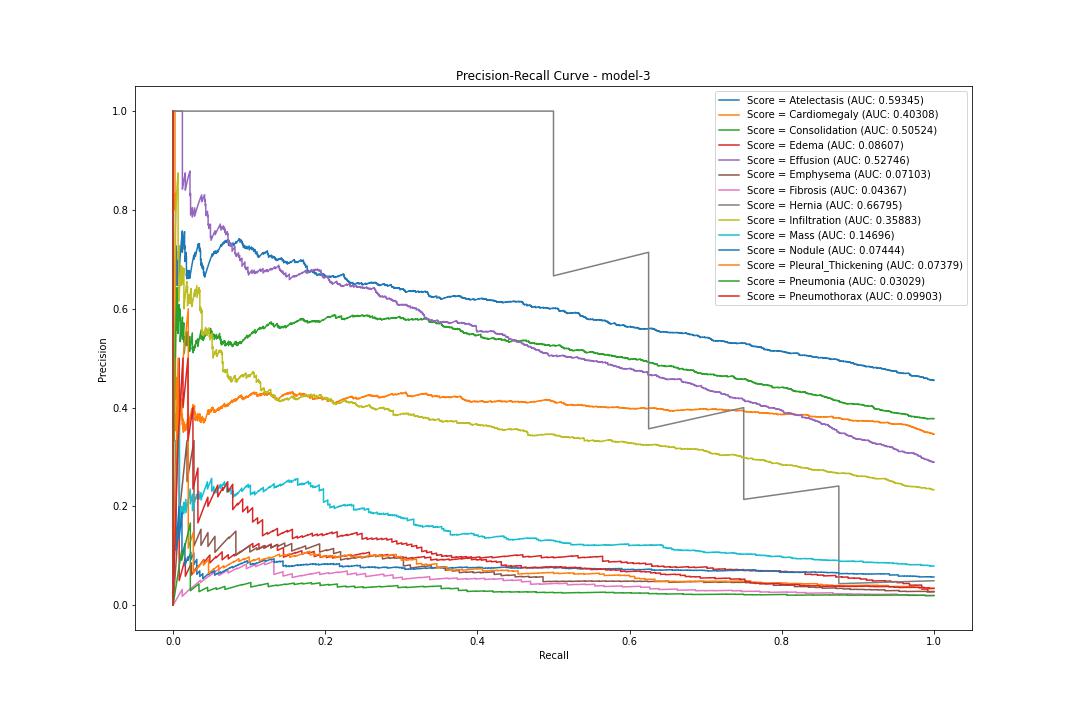 Precision-Recall Curve - model-3
Score = Atelectasis (AUC: 0.59345)
Score = Cardiomegaly (AUC: 0.40308)
Score = Consolidation (AUC: 0.50524)
Score = Edema (AUC: 0.08607)
Score = Effusion (AUC: 0.52746)
Score = Emphysema (AUC: 0.07103)
Score = Fibrosis (AUC: 0.04367)
Score = Hernia (AUC: 0.66795)
Score = Infiltration (AUC: 0.35883)
Score = Mass (AUC: 0.14696)
Score = Nodule (AUC: 0.07444)
Score = Pleural_Thickening (AUC: 0.07379)
Score = Pneumonia (AUC: 0.03029)
Score = Pneumothorax (AUC: 0.09903)
1.0
0.8
0.6
0.4
0.2
0.0
Precision
0.0 0.2 0.4 0.6 0.8 1.0
Recall